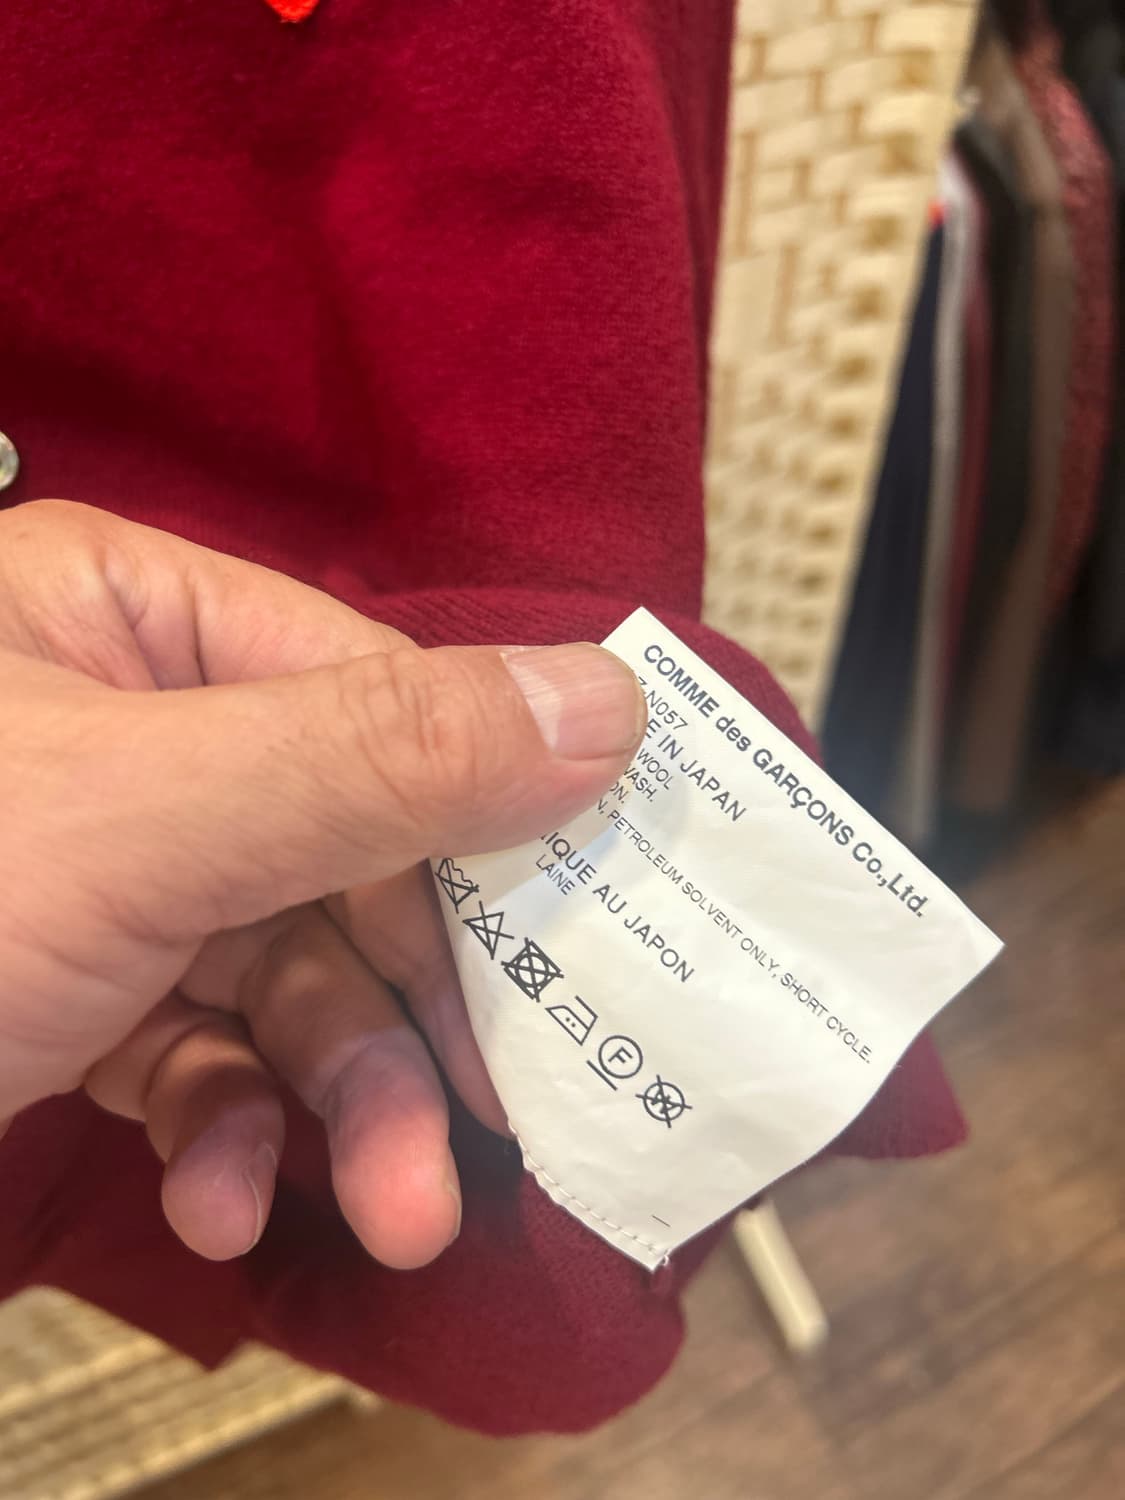 COMME des GARÇONS Co.,Ltd.
Z-N057
E IN JAPAN
WOOL
WASH.
ON.
N, PETROLEUM SOLVENT ONLY, SHORT CYCLE.
IQUE AU JAPON
LAINE
F
W